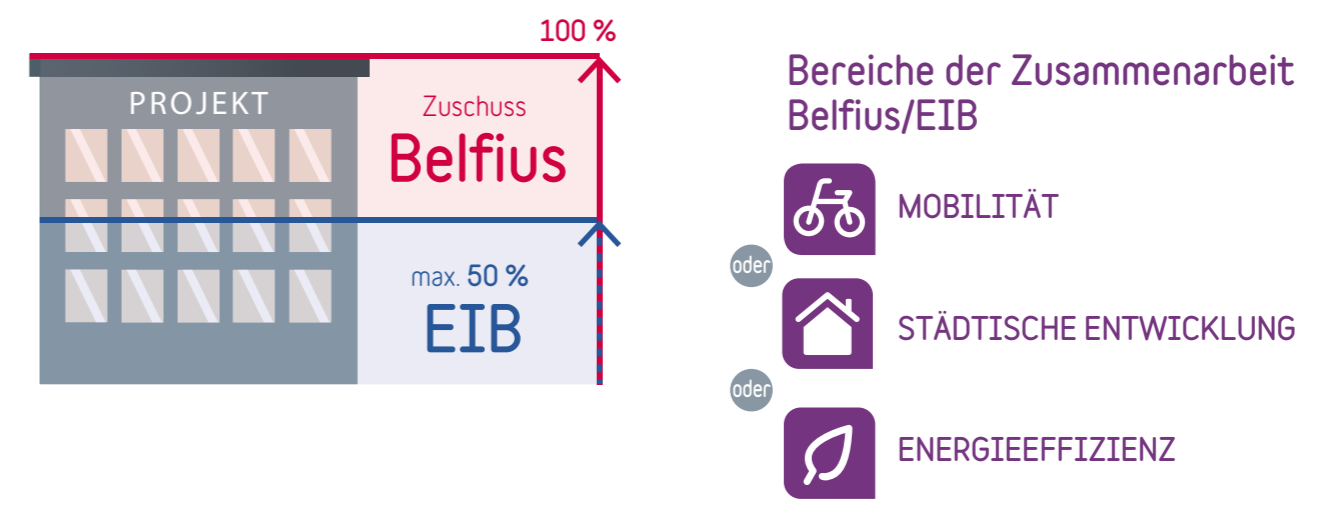 100 %
PROJEKT
Zuschuss
Belfius
max. 50 %
EIB
Bereiche der Zusammenarbeit
Belfius/EIB
MOBILITÄT
oder
STÄDTISCHE ENTWICKLUNG
oder
ENERGIEEFFIZIENZ